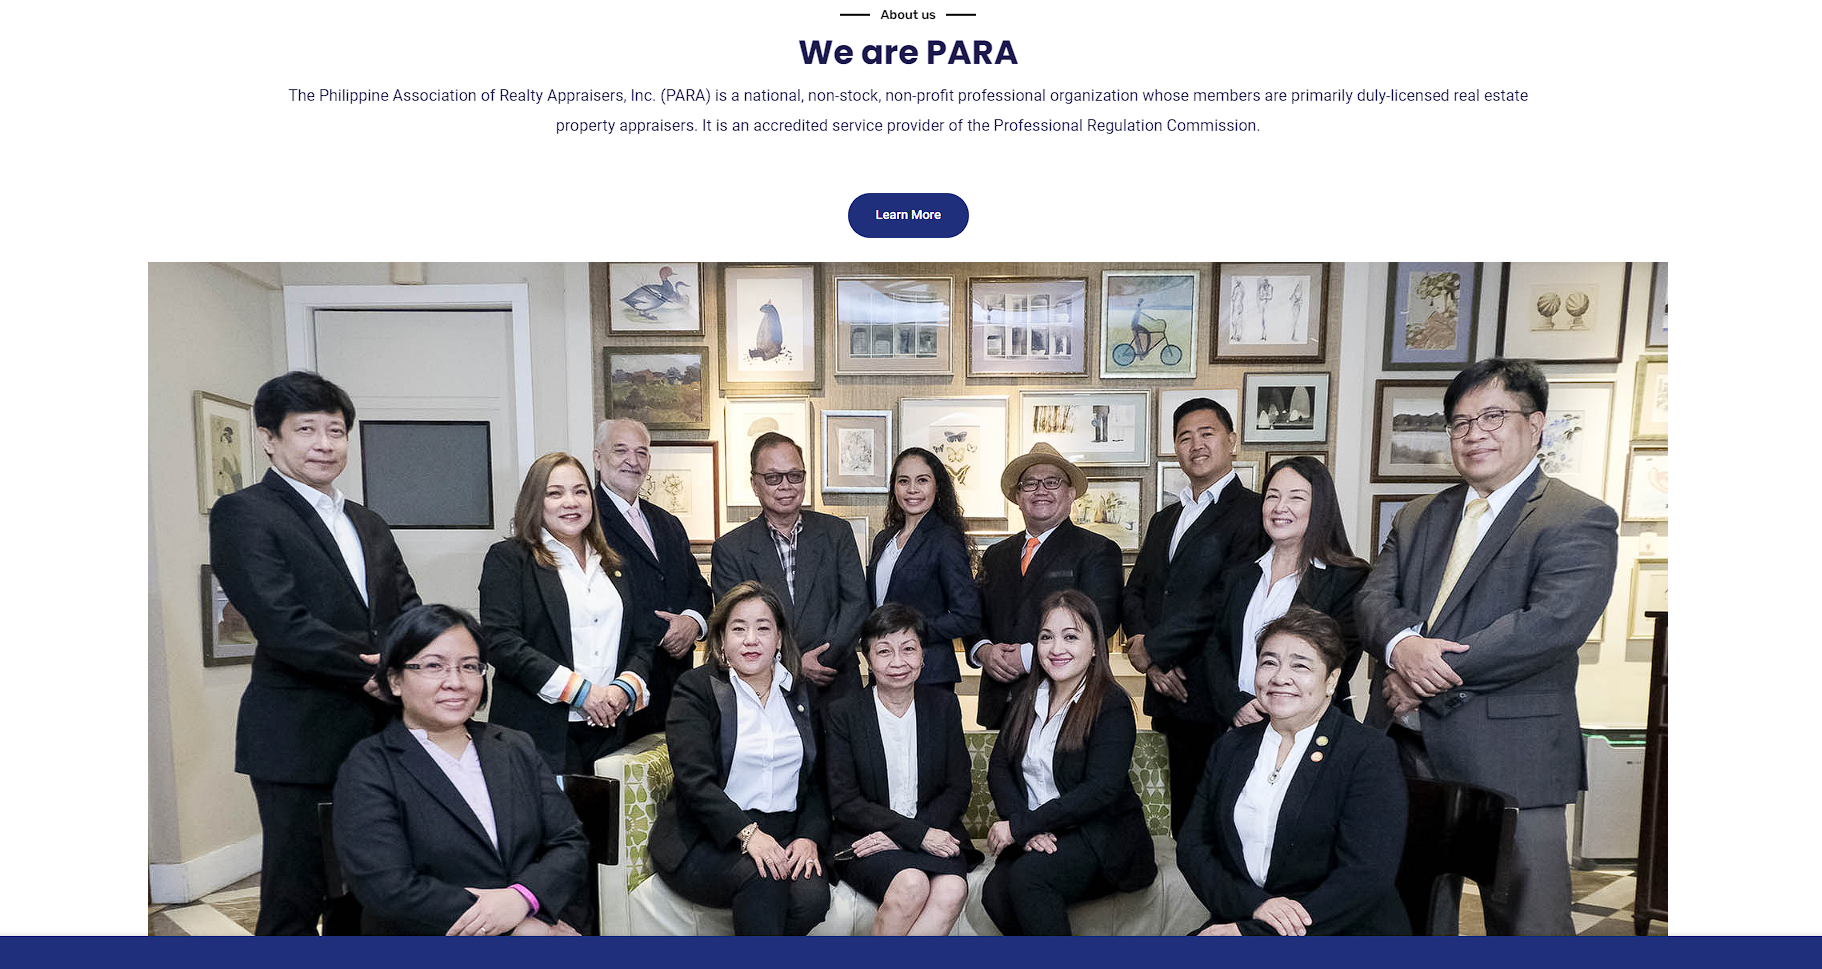 About us
We are PARA
The Philippine Association of Realty Appraisers, Inc. (PARA) is a national, non-stock, non-profit professional organization whose members are primarily duly-licensed real estate
property appraisers. It is an accredited service provider of the Professional Regulation Commission.
Learn More